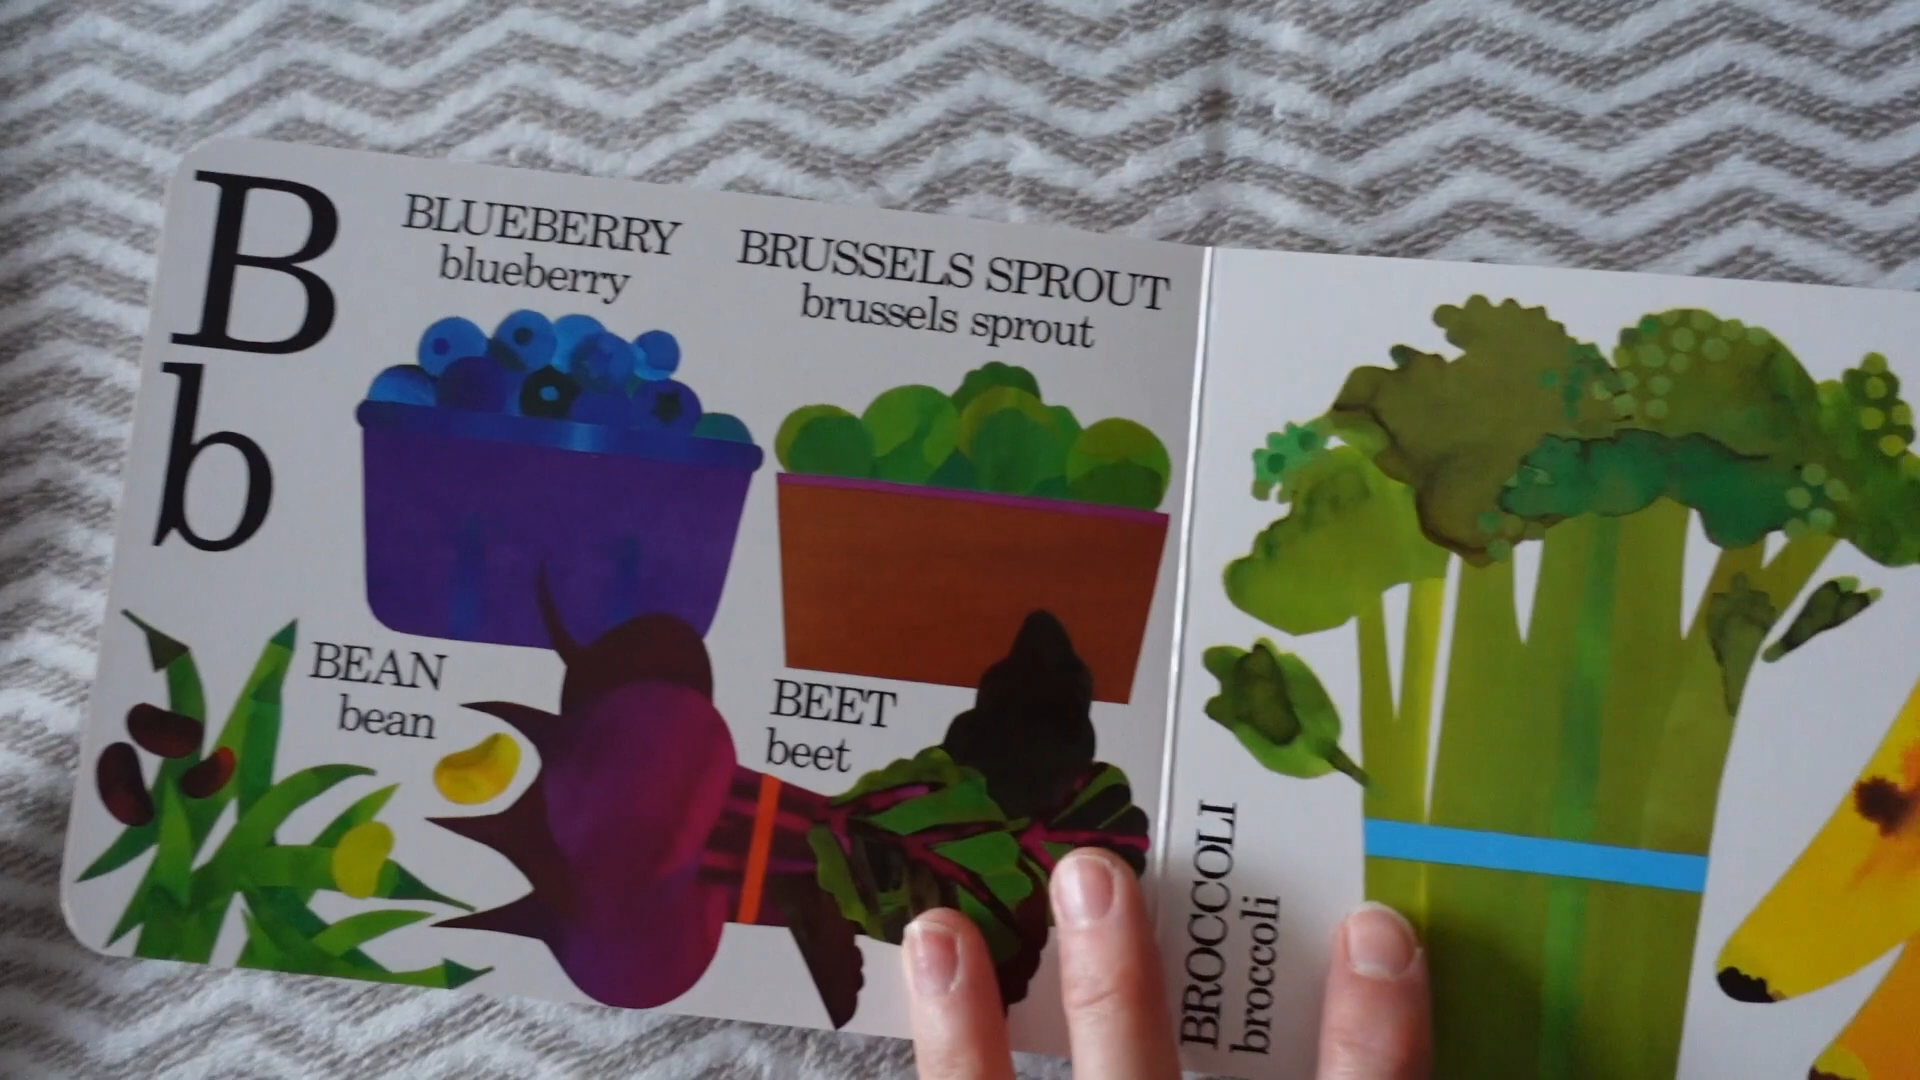 B
b
BLUEBERRY
blueberry
BRUSSELS SPROUT
brussels sprout
BEAN
bean
BEET
beet
BROCCOLI
broccoli